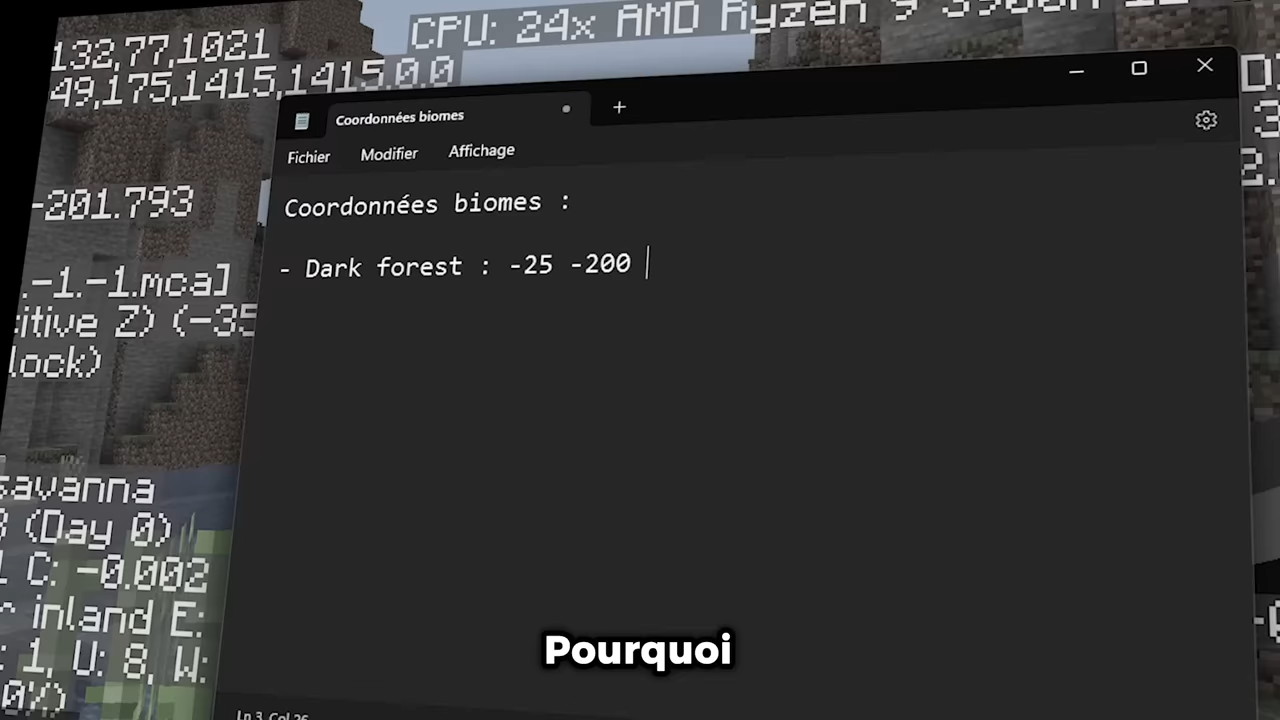 132,77,1021
49,175,1415,1415,0,0
CPU: 24x AMD Ryzen 9
Coordonnées biomes
Fichier Modifier Affichage
Coordonnées biomes :
- Dark forest : -25 -200
-201.793
.-1.-1.mca]
Z) (-35
savanna
(Day 0)
C: -0.002
inland E:
1, U: 8, W:
Pourquoi
Ln 3, Col 26